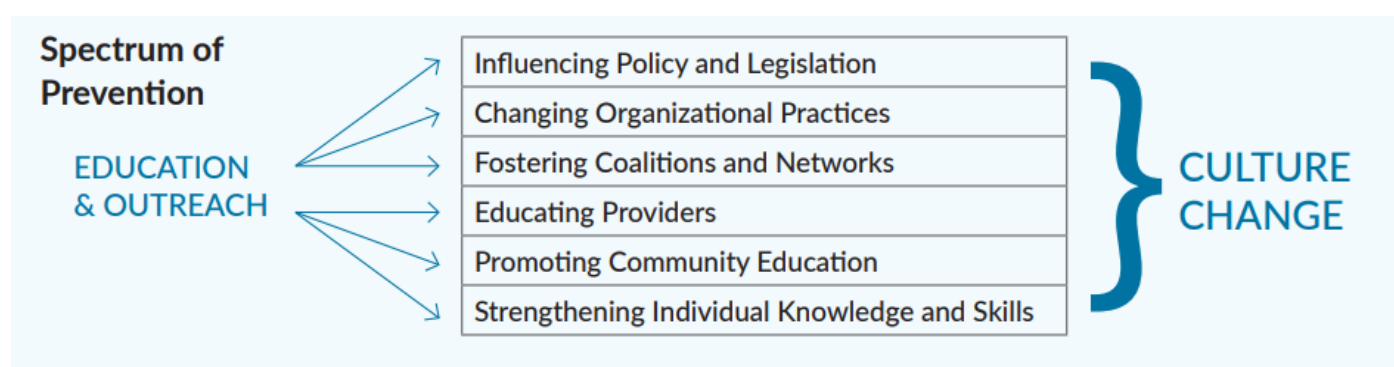 Spectrum of
Prevention
EDUCATION
& OUTREACH
Influencing Policy and Legislation
Changing Organizational Practices
Fostering Coalitions and Networks
Educating Providers
Promoting Community Education
Strengthening Individual Knowledge and Skills
CULTURE
CHANGE